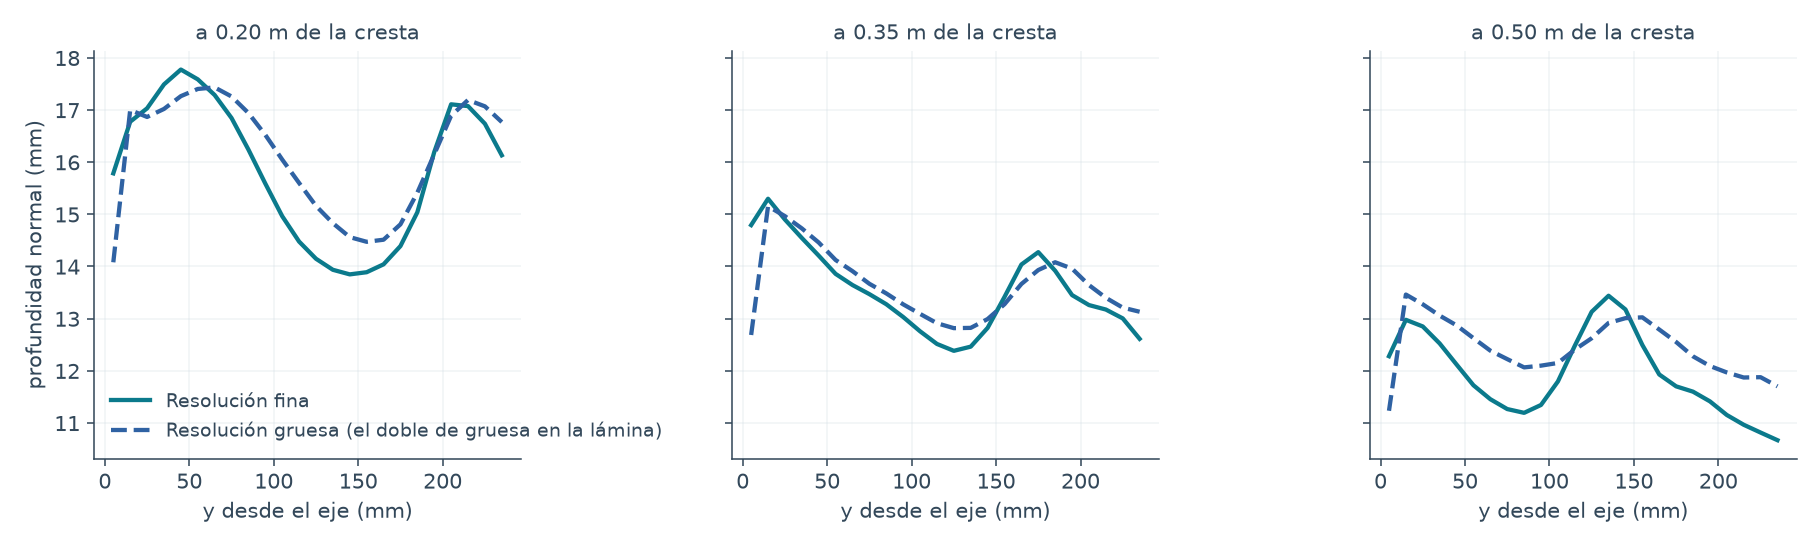 a 0.20 m de la cresta
a 0.35 m de la cresta
a 0.50 m de la cresta
profundidad normal (mm)
18
17
16
15
14
13
12
11
Resolución fina
Resolución gruesa (el doble de gruesa en la lámina)
0 50 100 150 200
0 50 100 150 200
0 50 100 150 200
y desde el eje (mm)
y desde el eje (mm)
y desde el eje (mm)